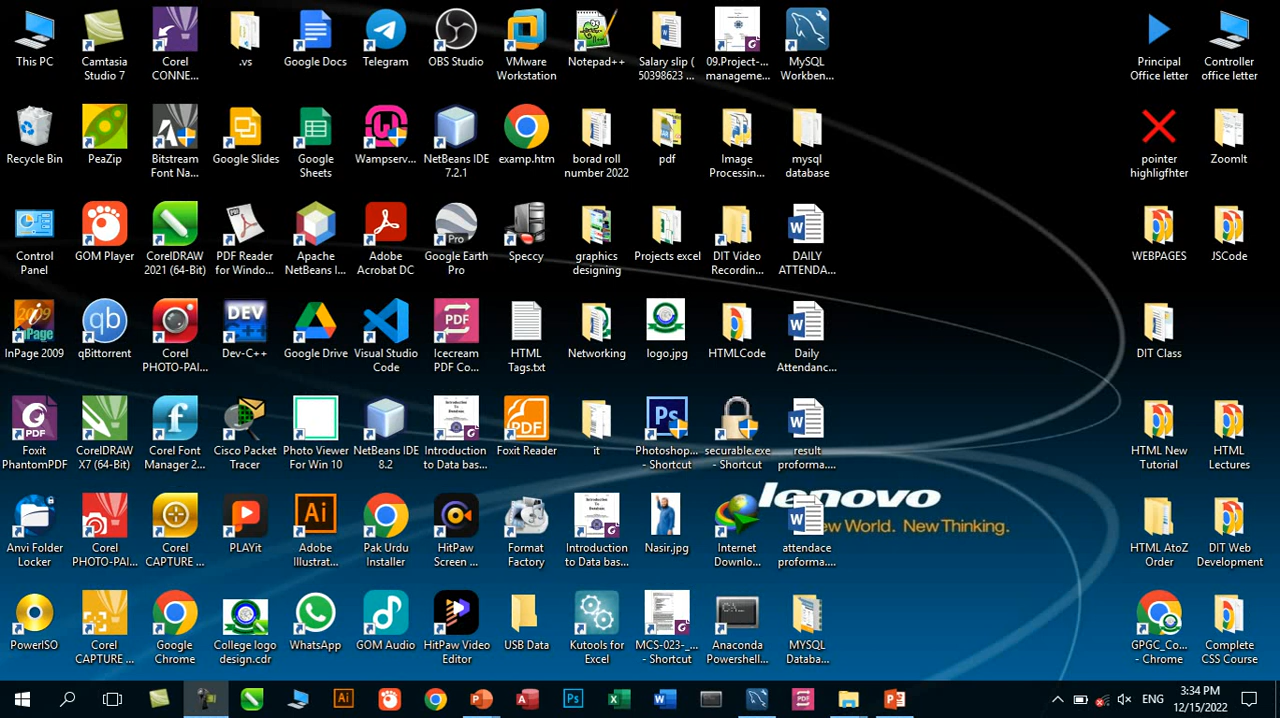 This PC
Camtasia
Studio 7
Corel
CONNE...
.vs
Google Docs
Telegram
OBS Studio
VMware
Workstation
Notepad++
Salary slip (
50398623 ...
09.Project-...
manageme...
MySQL
Workben...
Principal
Office letter
Controller
office letter
Recycle Bin
PeaZip
Bitstream
Font Na...
Google Slides
Google
Sheets
Wampserv...
NetBeans IDE
7.2.1
examp.htm
borad roll
number 2022
pdf
Image
Processing...
mysql
database
pointer
highligfhter
ZoomIt
Control
Panel
GOM Player
CorelDRAW
2021 (64-Bit)
PDF Reader
for Window...
Apache
NetBeans I...
Adobe
Acrobat DC
Pro
Google Earth
Pro
Speccy
graphics
designing
Projects excel
DIT Video
Recordin...
DAILY
ATTENDA...
WEBPAGES
JSCode
InPage 2009
qBittorrent
Corel
PHOTO-PAI...
DEV
Dev-C++
Google Drive
Visual Studio
Code
PDF
Icecream
PDF Co...
HTML
Tags.txt
Networking
logo.jpg
HTMLCode
Daily
Attendanc...
DIT Class
PDF
Foxit
PhantomPDF
CorelDRAW
X7 (64-Bit)
Corel Font
Manager 2...
Cisco Packet
Tracer
Photo Viewer
For Win 10
NetBeans IDE
8.2
Introduction
to Data bas...
PDF
Foxit Reader
it
Ps
Photoshop...
- Shortcut
securable.exe
- Shortcut
result
proforma...
HTML New
Tutorial
HTML
Lectures
lenovo
New World. New Thinking.
Anvi Folder
Locker
Corel
PHOTO-PAI...
Corel
CAPTURE ...
PLAYit
Ai
Adobe
Illustrat...
Pak Urdu
Installer
HitPaw
Screen ...
Format
Factory
Introduction
to Data bas...
Nasir.jpg
Internet
Downlo...
attendace
proforma....
HTML AtoZ
Order
DIT Web
Development
PowerISO
Corel
CAPTURE ...
Google
Chrome
College logo
design.cdr
WhatsApp
GOM Audio
HitPaw Video
Editor
USB Data
Kutools for
Excel
MCS-023-_...
- Shortcut
Anaconda
Powershell...
MYSQL
Databa...
GPGC_Co...
- Chrome
Complete
CSS Course
ENG
3:34 PM
12/15/2022